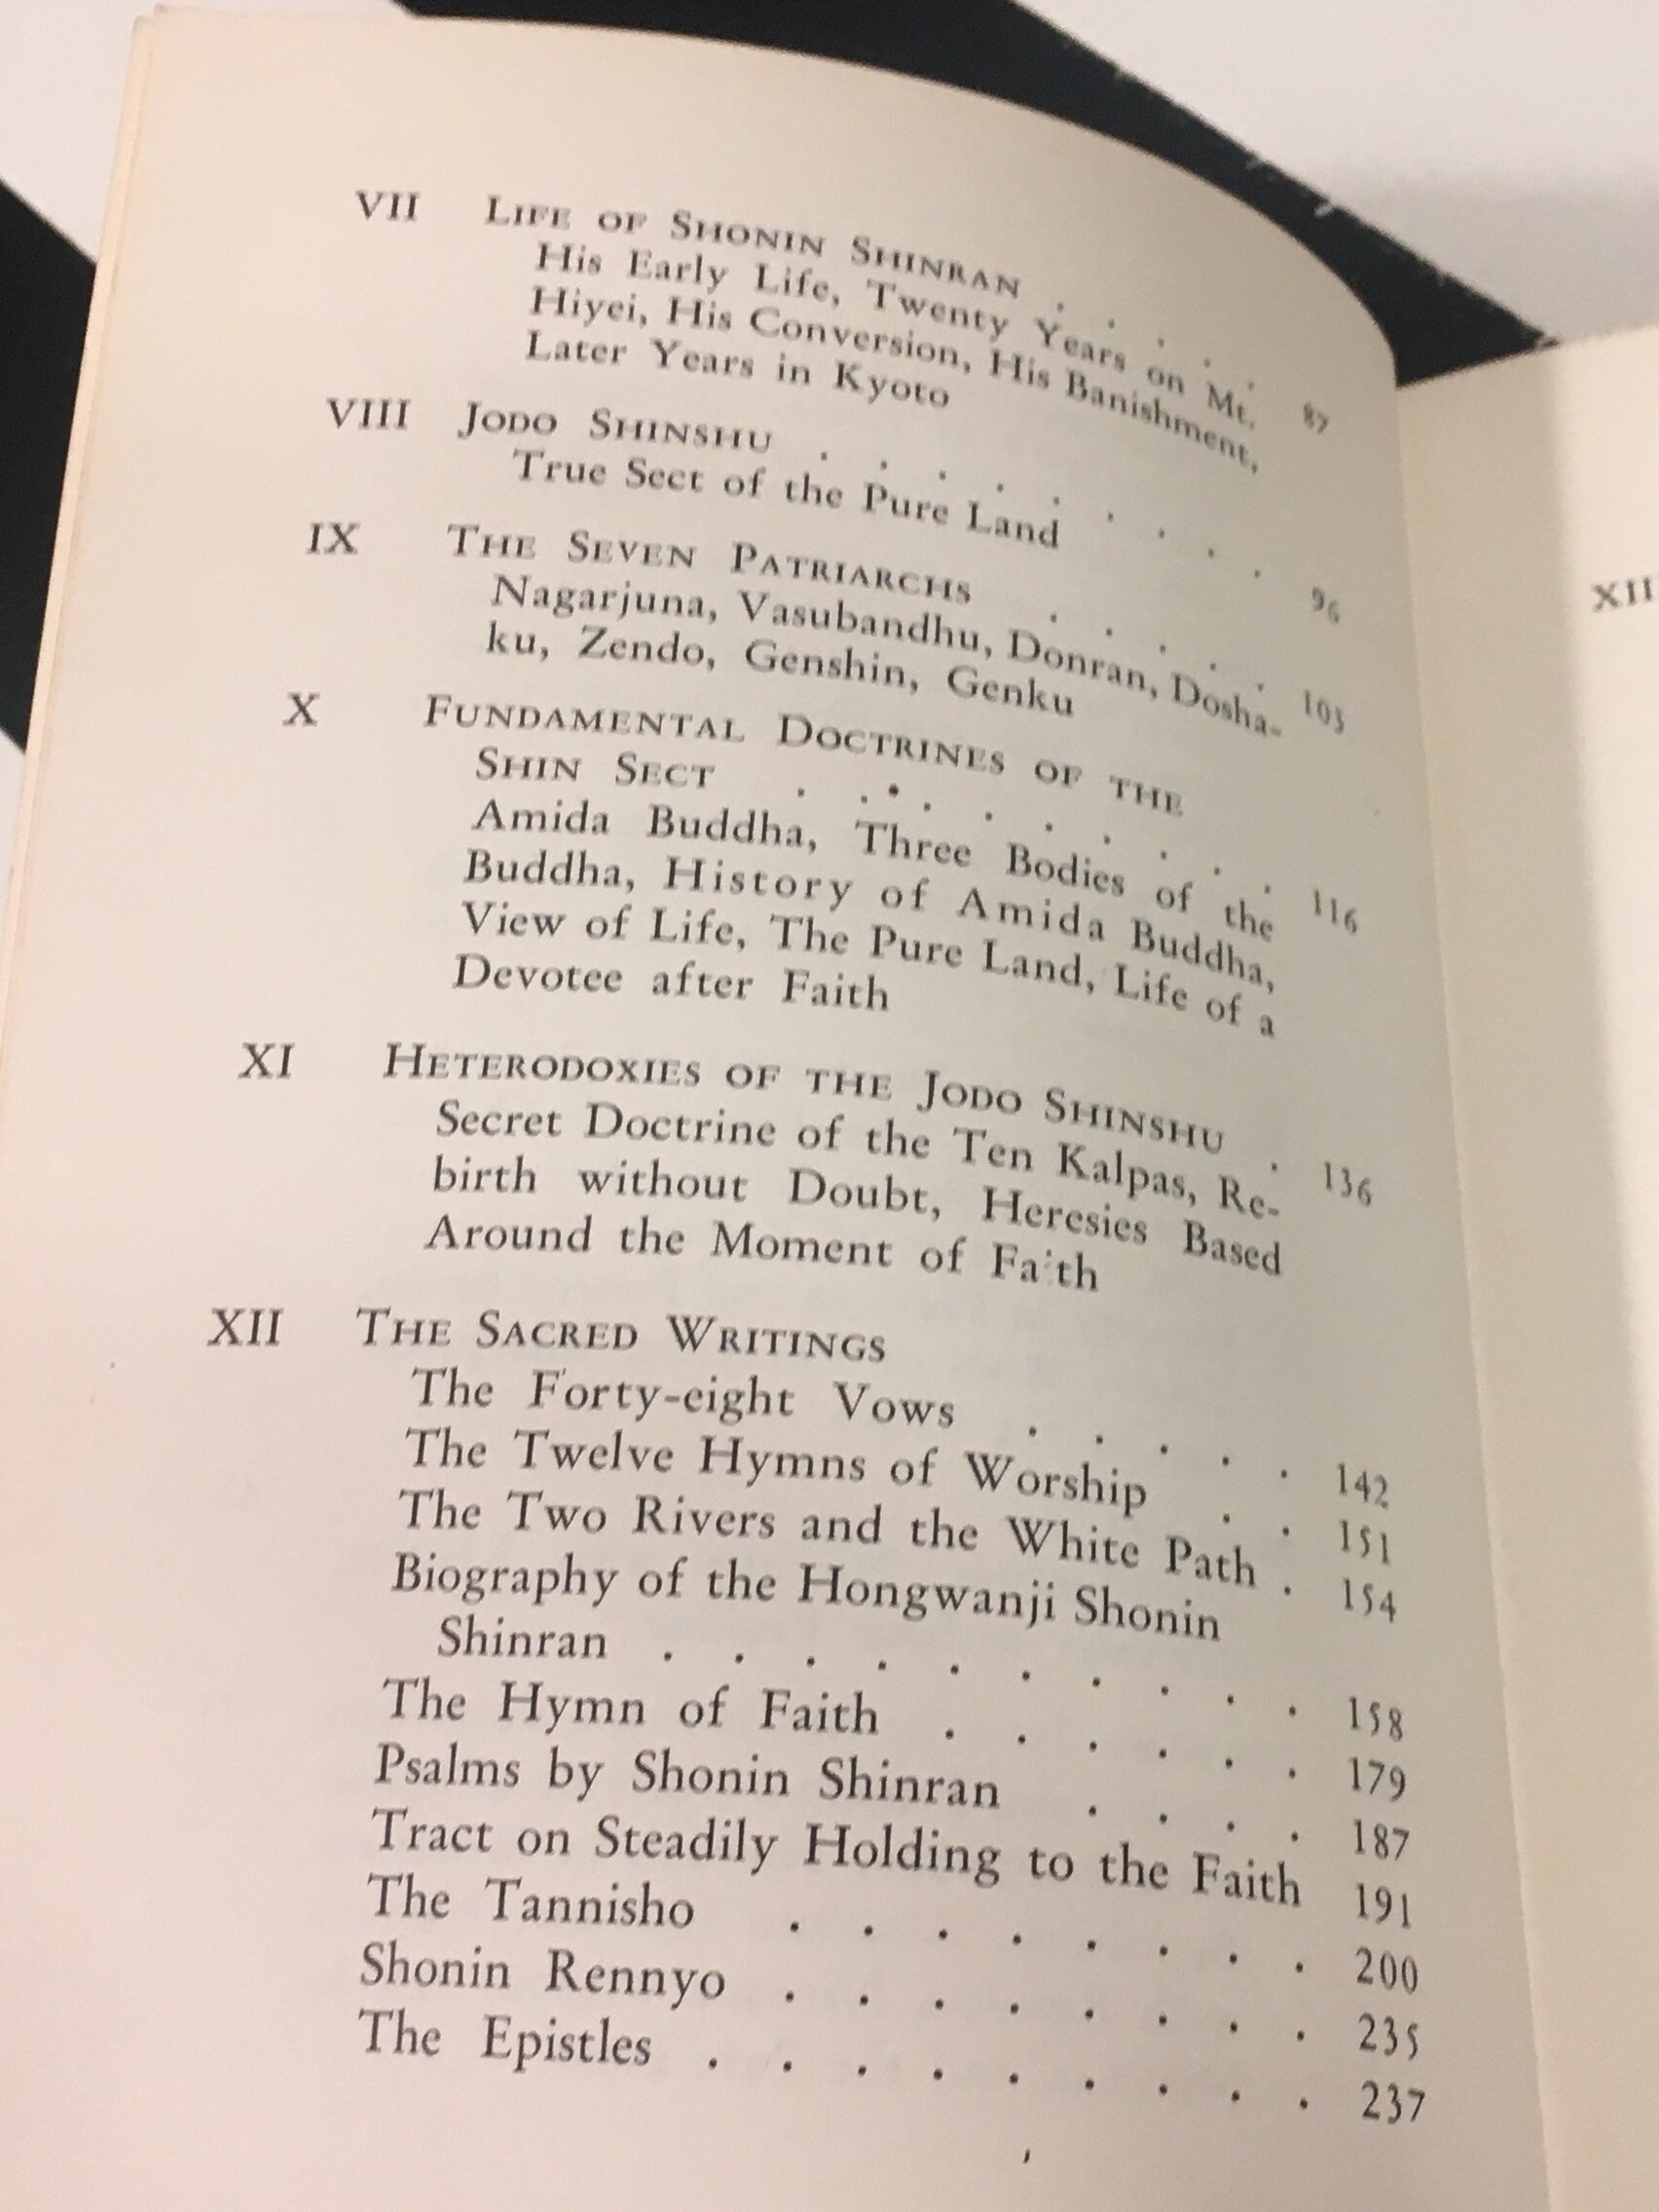 VII LIFE OF SHONIN SHINRAN . . . . . 87
His Early Life, Twenty Years on Mt.
Hiyei, His Conversion, His Banishment,
Later Years in Kyoto
VIII JODO SHINSHU . . . . . . . . . 96
True Sect of the Pure Land
IX THE SEVEN PATRIARCHS . . . . . 103
Nagarjuna, Vasubandhu, Donran, Dosha-
ku, Zendo, Genshin, Genku
X FUNDAMENTAL DOCTRINES OF THE
SHIN SECT . . . . . . . . . . 116
Amida Buddha, Three Bodies of the
Buddha, History of Amida Buddha,
View of Life, The Pure Land, Life of a
Devotee after Faith
XI HETERODOXIES OF THE JODO SHINSHU . 136
Secret Doctrine of the Ten Kalpas, Re-
birth without Doubt, Heresies Based
Around the Moment of Faith
XII THE SACRED WRITINGS
The Forty-eight Vows . . . . . 142
The Twelve Hymns of Worship . . 151
The Two Rivers and the White Path . 154
Biography of the Hongwanji Shonin
Shinran . . . . . . . . . . 158
The Hymn of Faith . . . . . . 179
Psalms by Shonin Shinran . . . . 187
Tract on Steadily Holding to the Faith 191
The Tannisho . . . . . . . . 200
Shonin Rennyo . . . . . . . . 235
The Epistles . . . . . . . . . 237